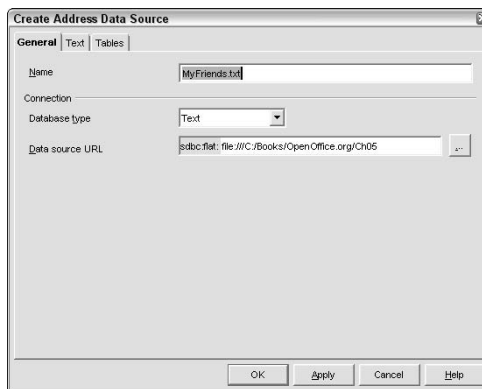 Create Address Data Source
General Text Tables
Name MyFriends.txt
Connection
Database type Text
Data source URL sdbc:flat: file:///C:/Books/OpenOffice.org/Ch05 ...
OK Apply Cancel Help